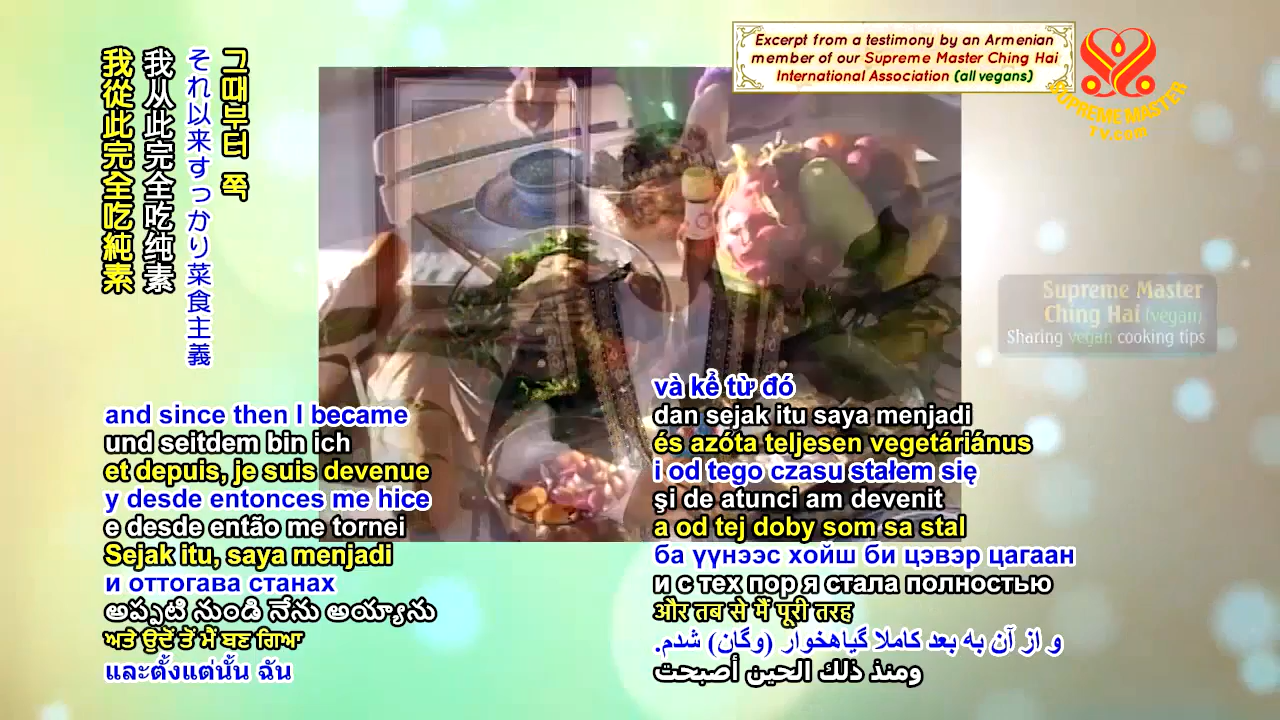 Excerpt from a testimony by an Armenian
member of our Supreme Master Ching Hai
International Association (all vegans)
SUPREME MASTER
TV.com
그때부터 쭉
それ以来すっかり菜食主義
我从此完全吃纯素
我從此完全吃純素
Supreme Master
Ching Hai (vegan)
Sharing vegan cooking tips
and since then I became
und seitdem bin ich
et depuis, je suis devenue
y desde entonces me hice
e desde então me tornei
Sejak itu, saya menjadi
и оттогава станах
అప్పటి నుండి నేను అయ్యాను
ਅਤੇ ਉਦੋਂ ਤੋਂ ਮੈਂ ਬਣ ਗਿਆ
และตั้งแต่นั้น ฉัน
và kể từ đó
dan sejak itu saya menjadi
és azóta teljesen vegetáriánus
i od tego czasu stałem się
şi de atunci am devenit
a od tej doby som sa stal
ба үүнээс хойш би цэвэр цагаан
и с тех пор я стала полностью
और तब से मैं पूरी तरह
و از آن به بعد کاملا گیاهخوار (وگان) شدم.
ومنذ ذلك الحين أصبحت